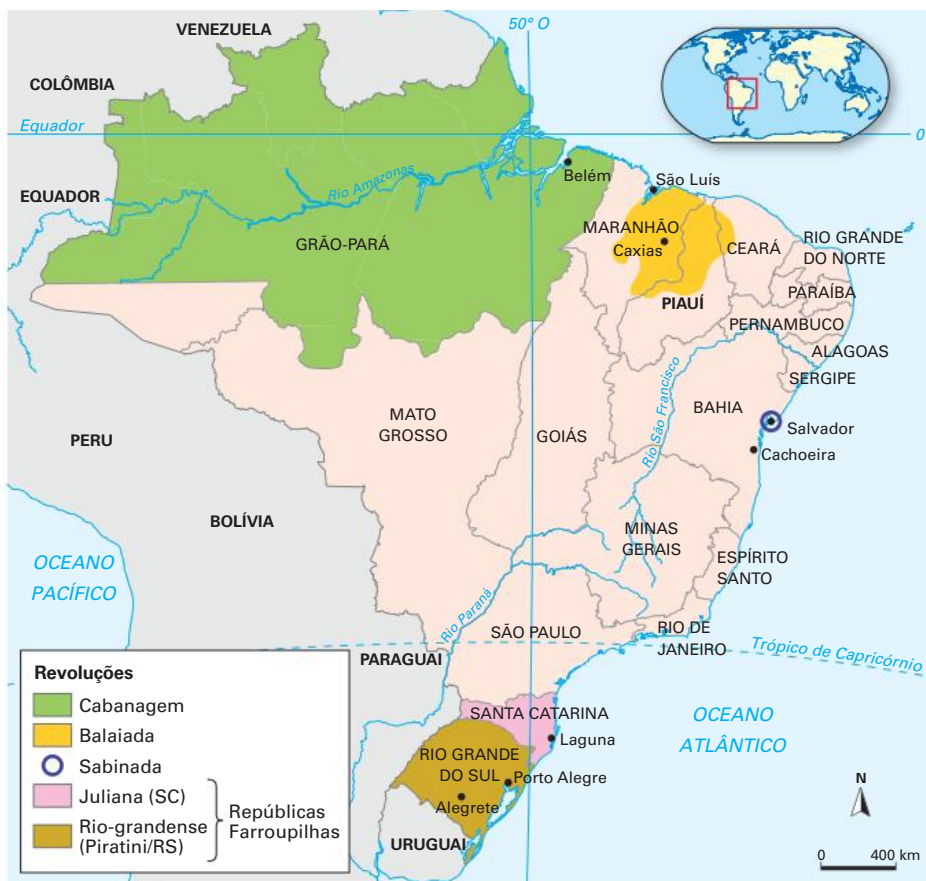 VENEZUELA
50° O
COLÔMBIA
Equador
0
EQUADOR
Rio Amazonas
Belém
São Luís
GRÃO-PARÁ
MARANHÃO
Caxias
CEARÁ
RIO GRANDE
DO NORTE
PARAÍBA
PIAUÍ
PERNAMBUCO
ALAGOAS
SERGIPE
Rio São Francisco
BAHIA
Salvador
Cachoeira
MATO
GROSSO
GOIÁS
PERU
BOLÍVIA
MINAS
GERAIS
ESPÍRITO
SANTO
OCEANO
PACÍFICO
Rio Paraná
SÃO PAULO
RIO DE
JANEIRO
Trópico de Capricórnio
PARAGUAI
SANTA CATARINA
Laguna
OCEANO
ATLÂNTICO
RIO GRANDE
DO SUL
Porto Alegre
Alegrete
URUGUAI
N
0 400 km
Revoluções
Cabanagem
Balaiada
Sabinada
Juliana (SC)
Rio-grandense
(Piratini/RS)
Repúblicas
Farroupilhas